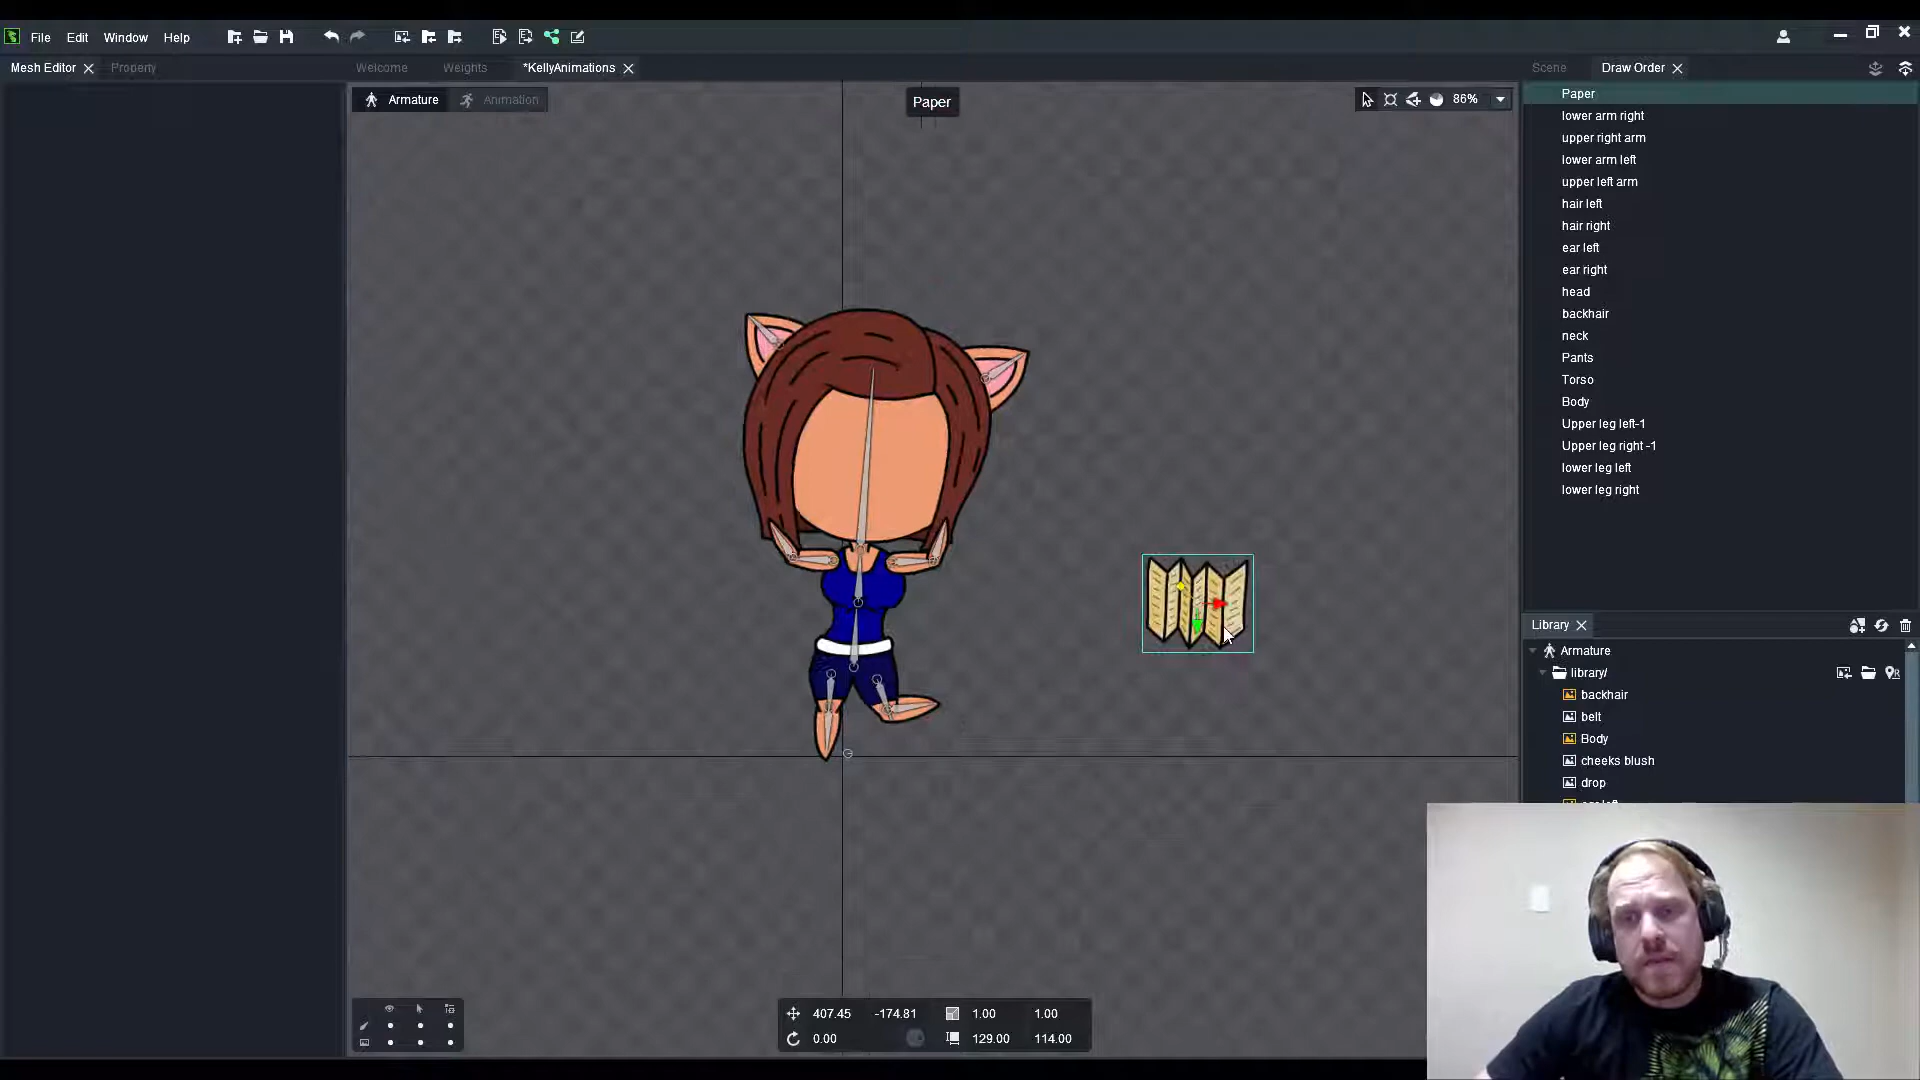 File Edit Window Help
Mesh Editor Property Welcome Weights *KellyAnimations Scene Draw Order
Armature Animation Paper 86%
Paper
lower arm right
upper right arm
lower arm left
upper left arm
hair left
hair right
ear left
ear right
head
backhair
neck
Pants
Torso
Body
Upper leg left-1
Upper leg right -1
lower leg left
lower leg right
Library
Armature
library/
backhair
belt
Body
cheeks blush
drop
407.45 -174.81 1.00 1.00
0.00 129.00 114.00